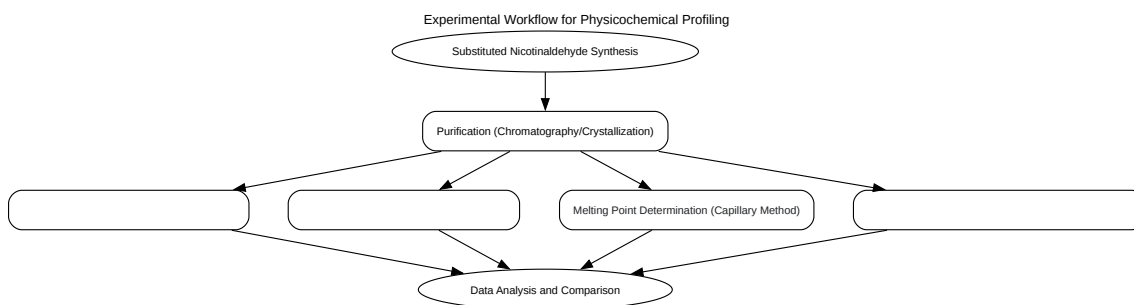 Experimental Workflow for Physicochemical Profiling
Substituted Nicotinaldehyde Synthesis
Purification (Chromatography/Crystallization)
Melting Point Determination (Capillary Method)
Data Analysis and Comparison